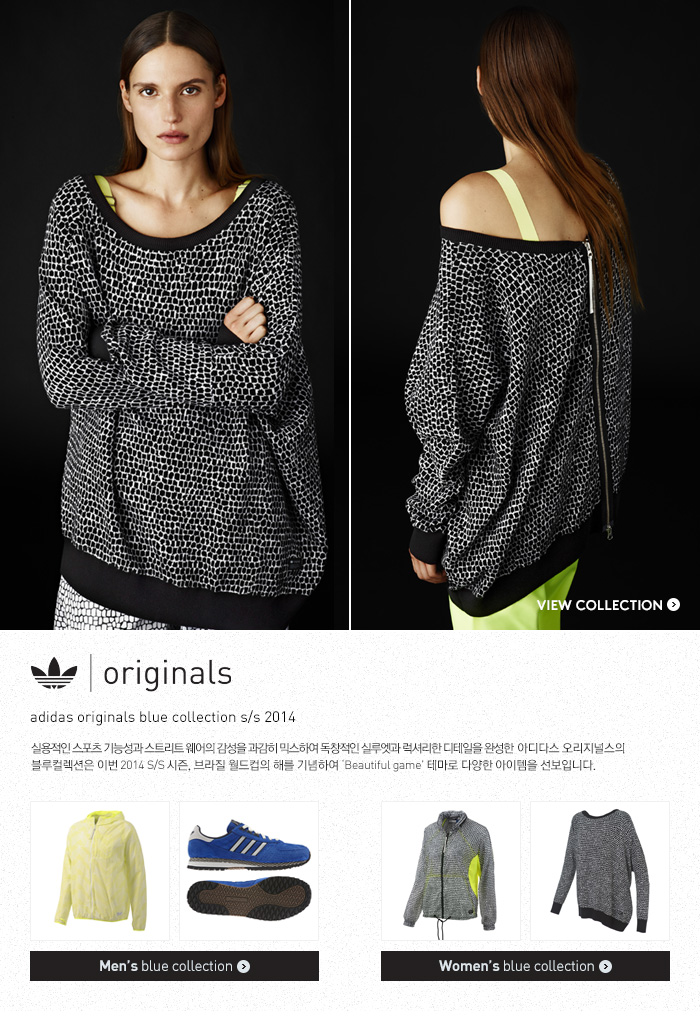 VIEW COLLECTION
originals
adidas originals blue collection s/s 2014
실용적인 스포츠 기능성과 스트리트 웨어의 감성을 과감히 믹스하여 독창적인 실루엣과 럭셔리한 디테일을 완성한 아디다스 오리지널스의
블루컬렉션은 이번 2014 S/S 시즌, 브라질 월드컵의 해를 기념하여 ‘Beautiful game’ 테마로 다양한 아이템을 선보입니다.
Men's blue collection
Women's blue collection